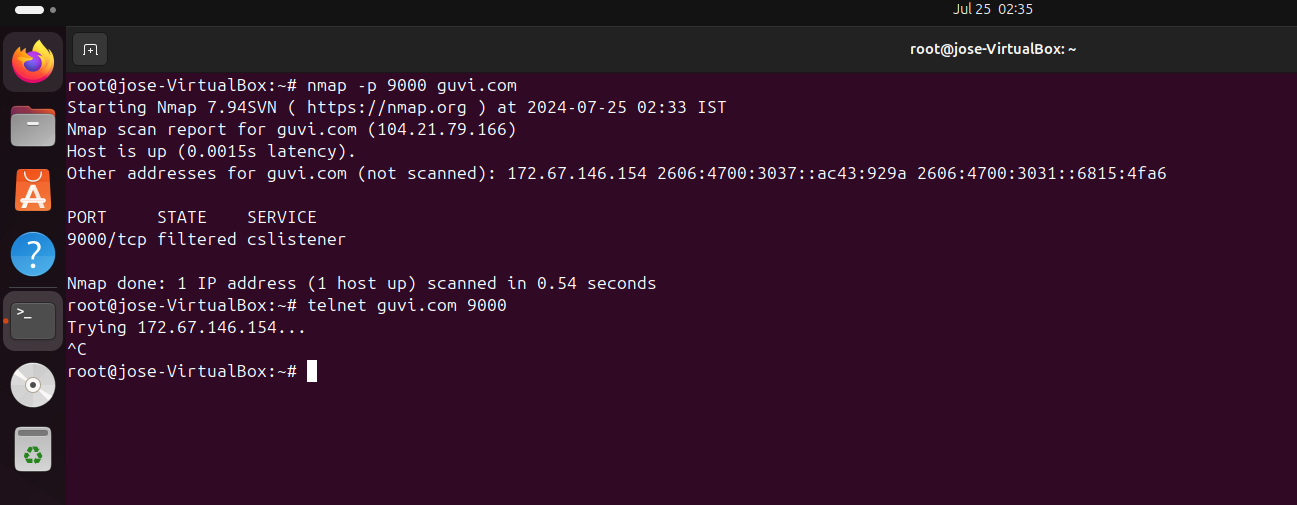 Jul 25 02:35
root@jose-VirtualBox: ~
root@jose-VirtualBox:~# nmap -p 9000 guvi.com
Starting Nmap 7.94SVN ( https://nmap.org ) at 2024-07-25 02:33 IST
Nmap scan report for guvi.com (104.21.79.166)
Host is up (0.0015s latency).
Other addresses for guvi.com (not scanned): 172.67.146.154 2606:4700:3037::ac43:929a 2606:4700:3031::6815:4fa6
PORT     STATE    SERVICE
9000/tcp filtered cslistener
Nmap done: 1 IP address (1 host up) scanned in 0.54 seconds
root@jose-VirtualBox:~# telnet guvi.com 9000
Trying 172.67.146.154...
^C
root@jose-VirtualBox:~#